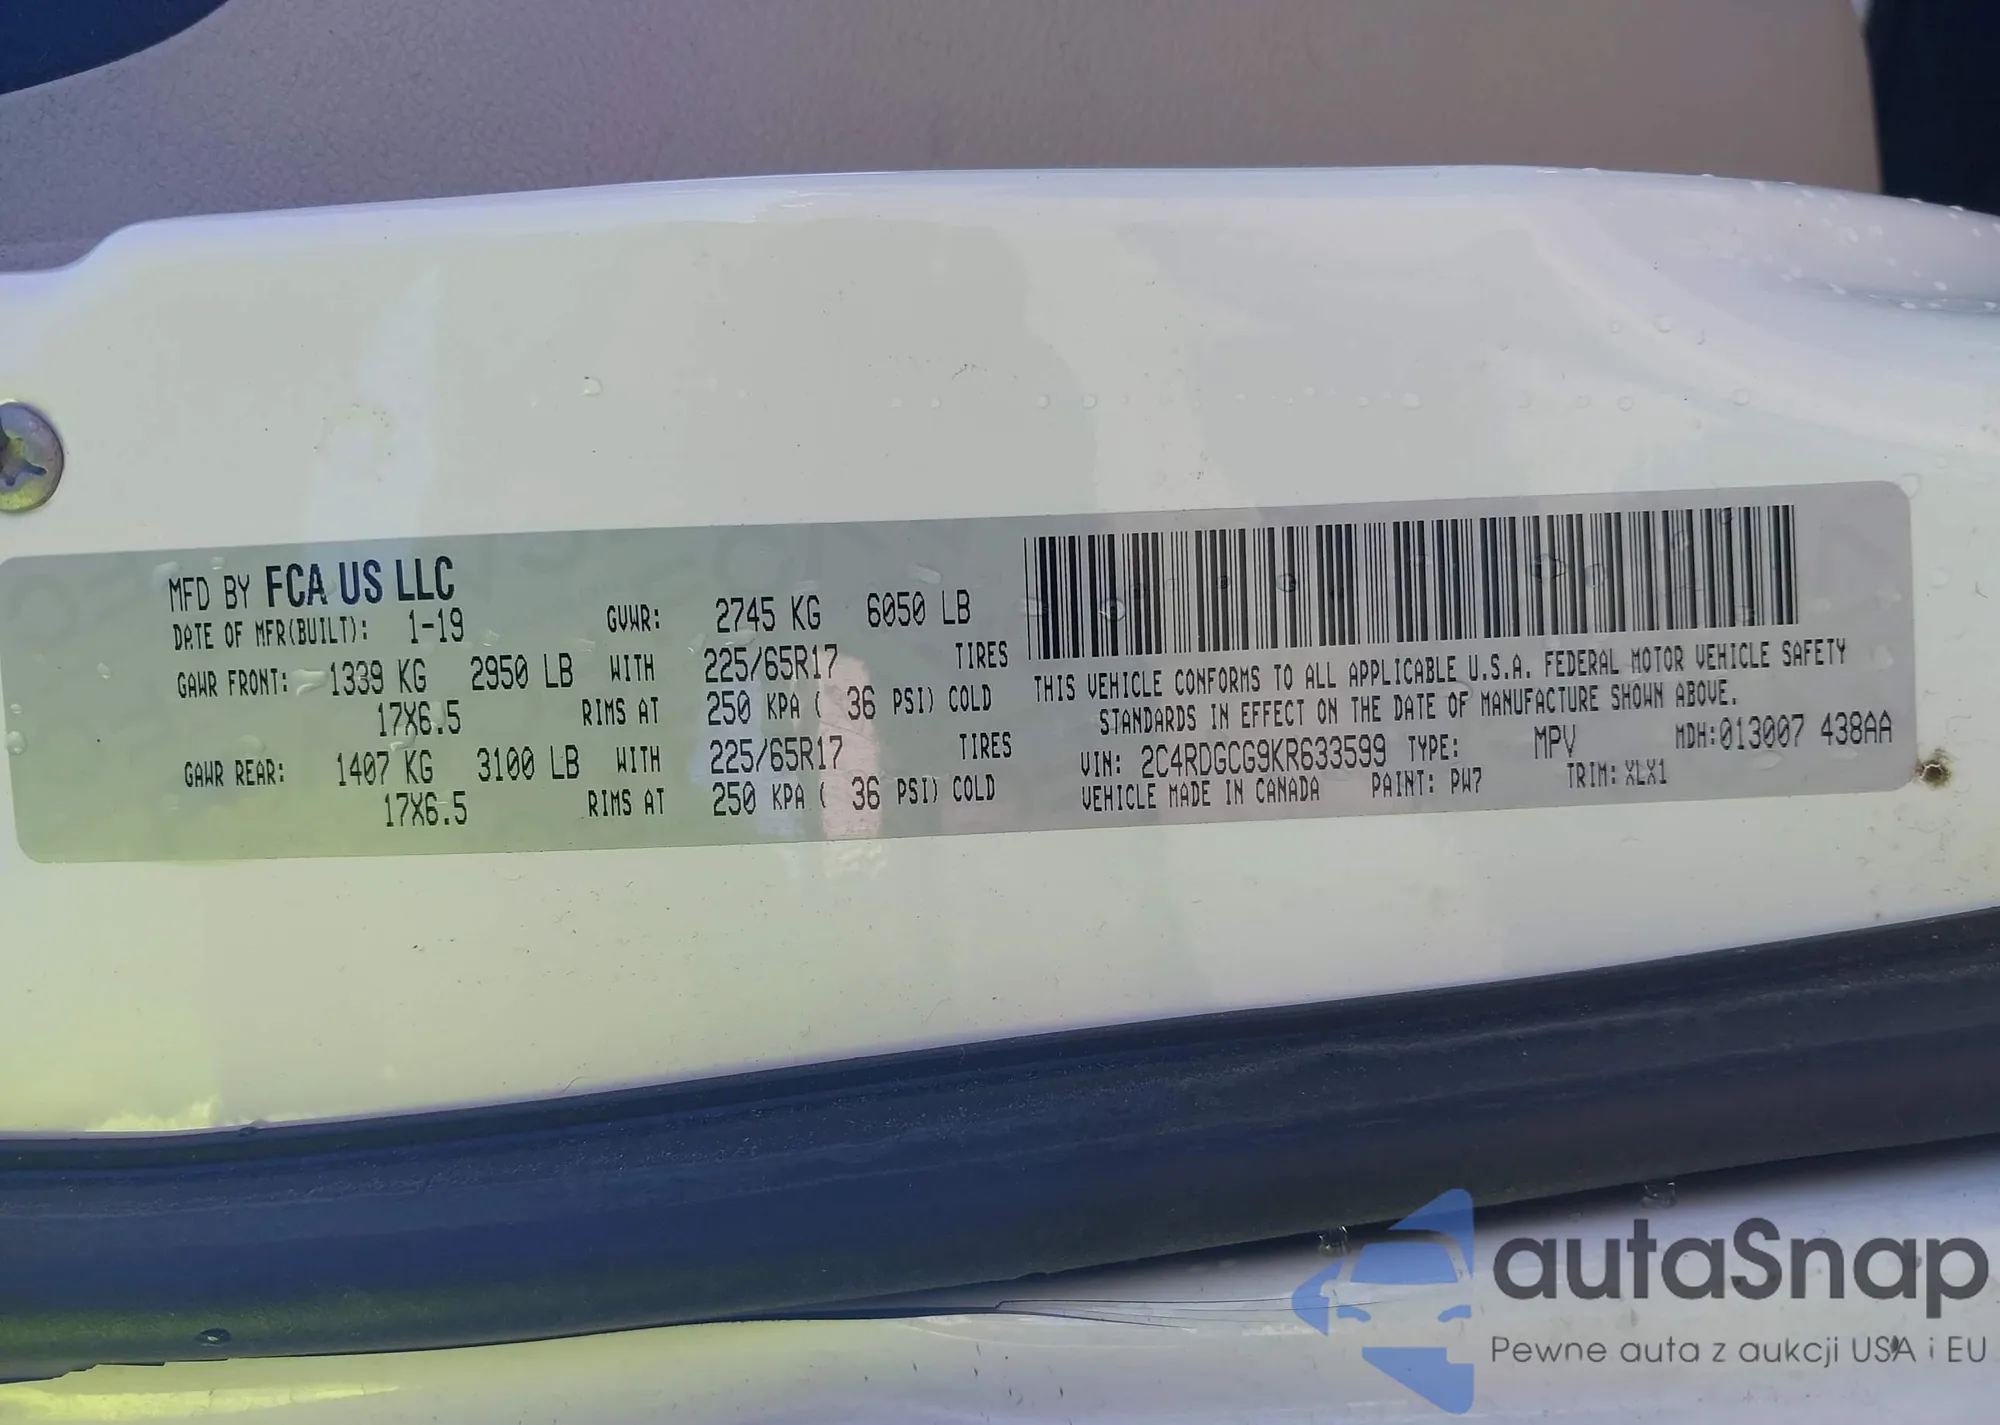 MFD BY FCA US LLC
DATE OF MFR(BUILT): 1-19 GVWR: 2745 KG 6050 LB
GAWR FRONT: 1339 KG 2950 LB WITH 225/65R17 TIRES
17X6.5 RIMS AT 250 KPA ( 36 PSI) COLD
GAWR REAR: 1407 KG 3100 LB WITH 225/65R17 TIRES
17X6.5 RIMS AT 250 KPA ( 36 PSI) COLD
THIS VEHICLE CONFORMS TO ALL APPLICABLE U.S.A. FEDERAL MOTOR VEHICLE SAFETY
STANDARDS IN EFFECT ON THE DATE OF MANUFACTURE SHOWN ABOVE.
VIN: 2C4RDGCG9KR633599 TYPE: MPV MDH:013007 438AA
VEHICLE MADE IN CANADA PAINT: PW7 TRIM: XLX1
autaSnap
Pewne auta z aukcji USA i EU